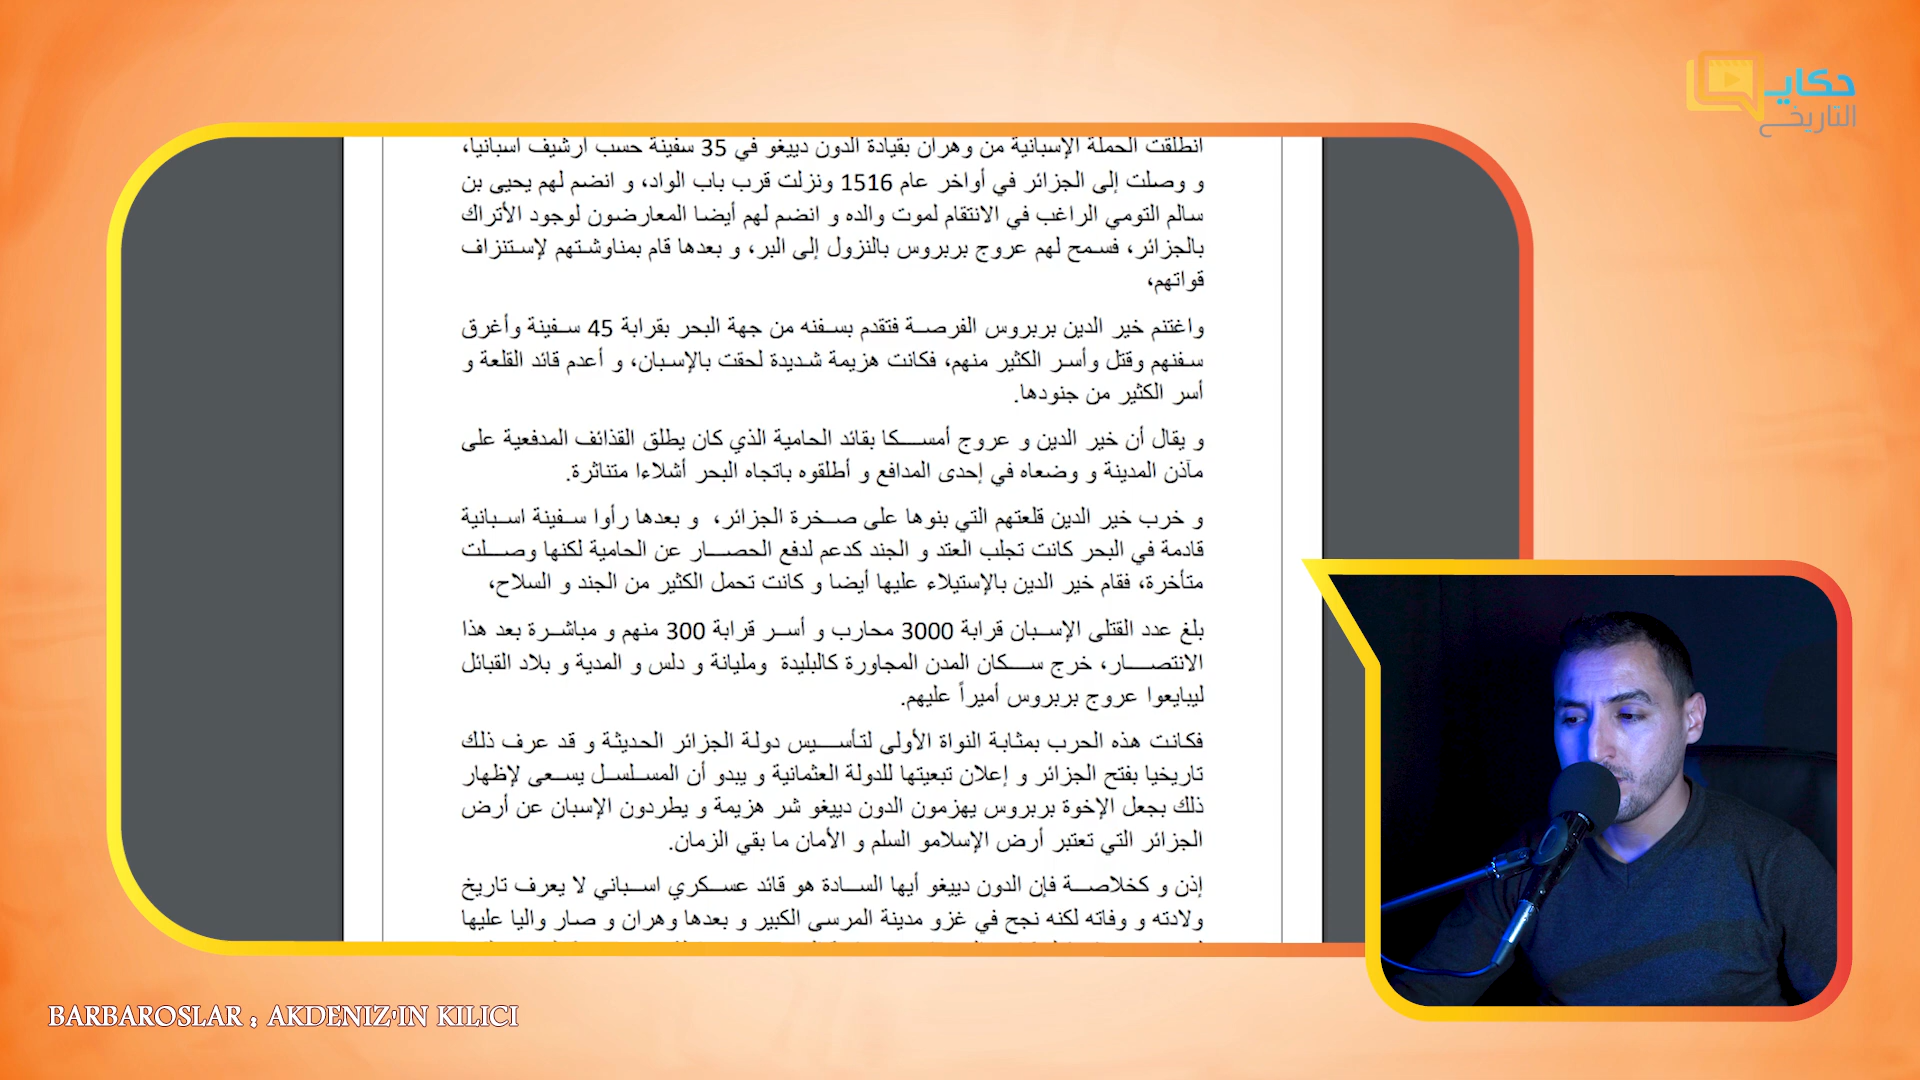 حكايـ
التاريخ
انطلقت الحملة الإسبانية من وهران بقيادة الدون دييغو في 35 سفينة حسب أرشيف اسبانيا،
و وصلت إلى الجزائر في أواخر عام 1516 ونزلت قرب باب الواد، و انضم لهم يحيى بن
سالم التومي الراغب في الانتقام لموت والده و انضم لهم أيضا المعارضون لوجود الأتراك
بالجزائر، فسمح لهم عروج بربروس بالنزول إلى البر، و بعدها قام بمناوشتهم لإستنزاف
قواتهم،
واغتنم خير الدين بربروس الفرصة فتقدم بسفنه من جهة البحر بقرابة 45 سفينة وأغرق
سفنهم وقتل وأسر الكثير منهم، فكانت هزيمة شديدة لحقت بالإسبان، و أعدم قائد القلعة و
أسر الكثير من جنودها.
و يقال أن خير الدين و عروج أمسكا بقائد الحامية الذي كان يطلق القذائف المدفعية على
مآذن المدينة و وضعاه في إحدى المدافع و أطلقوه باتجاه البحر أشلاءا متناثرة.
و خرب خير الدين قلعتهم التي بنوها على صخرة الجزائر، و بعدها رأوا سفينة اسبانية
قادمة في البحر كانت تجلب العتد و الجند كدعم لدفع الحصار عن الحامية لكنها وصلت
متأخرة، فقام خير الدين بالإستيلاء عليها أيضا و كانت تحمل الكثير من الجند و السلاح،
بلغ عدد القتلى الإسبان قرابة 3000 محارب و أسر قرابة 300 منهم و مباشرة بعد هذا
الانتصار، خرج سكان المدن المجاورة كالبليدة ومليانة و دلس و المدية و بلاد القبائل
ليبايعوا عروج بربروس أميراً عليهم.
فكانت هذه الحرب بمثابة النواة الأولى لتأسيس دولة الجزائر الحديثة و قد عرف ذلك
تاريخيا بفتح الجزائر و إعلان تبعيتها للدولة العثمانية و يبدو أن المسلسل يسعى لإظهار
ذلك بجعل الإخوة بربروس يهزمون الدون دييغو شر هزيمة و يطردون الإسبان عن أرض
الجزائر التي تعتبر أرض الإسلامو السلم و الأمان ما بقي الزمان.
إذن و كخلاصة فإن الدون دييغو أيها السادة هو قائد عسكري اسباني لا يعرف تاريخ
ولادته و وفاته لكنه نجح في غزو مدينة المرسى الكبير و بعدها وهران و صار واليا عليها
BARBAROSLAR : AKDENIZ'IN KILICI